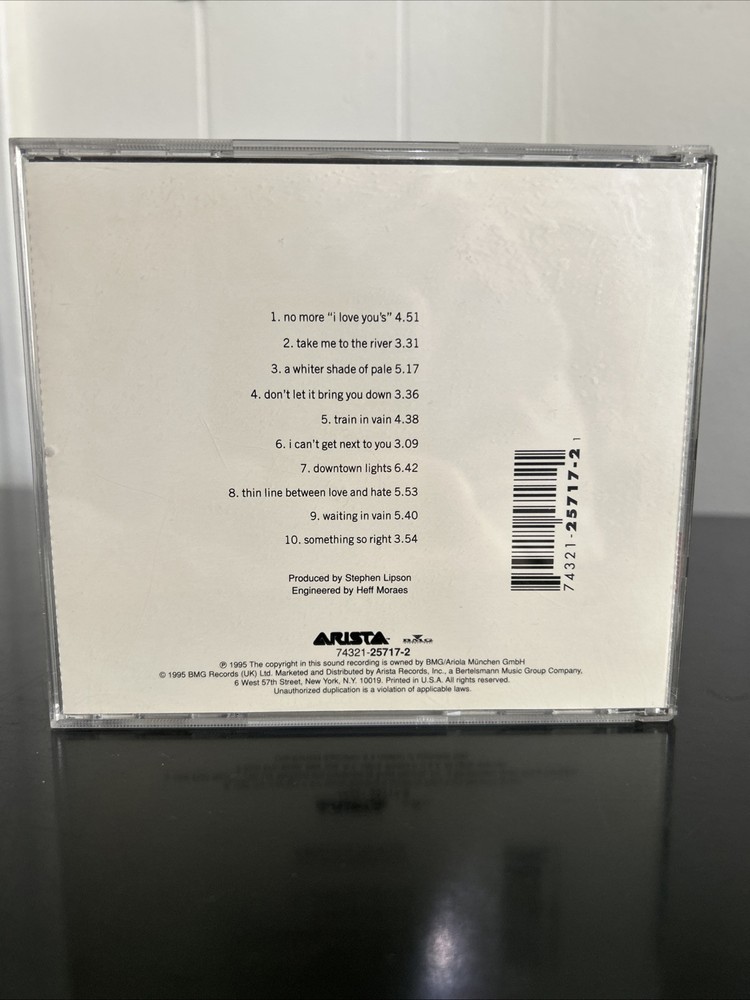 1. no more "i love you's" 4.51
2. take me to the river 3.31
3. a whiter shade of pale 5.17
4. don't let it bring you down 3.36
5. train in vain 4.38
6. i can't get next to you 3.09
7. downtown lights 6.42
8. thin line between love and hate 5.53
9. waiting in vain 5.40
10. something so right 3.54
Produced by Stephen Lipson
Engineered by Heff Moraes
74321-25717-2 1
ARISTA BMG
74321-25717-2
℗ 1995 The copyright in this sound recording is owned by BMG/Ariola München GmbH
© 1995 BMG Records (UK) Ltd. Marketed and Distributed by Arista Records, Inc., a Bertelsmann Music Group Company,
6 West 57th Street, New York, N.Y. 10019. Printed in U.S.A. All rights reserved.
Unauthorized duplication is a violation of applicable laws.